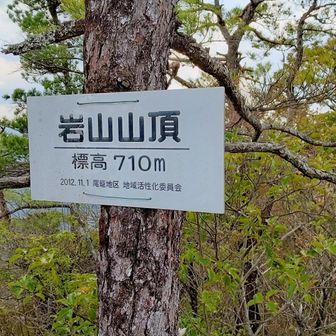 岩山山頂
標高 710m
2012.11.1 尾籠地区 地域活性化委員会